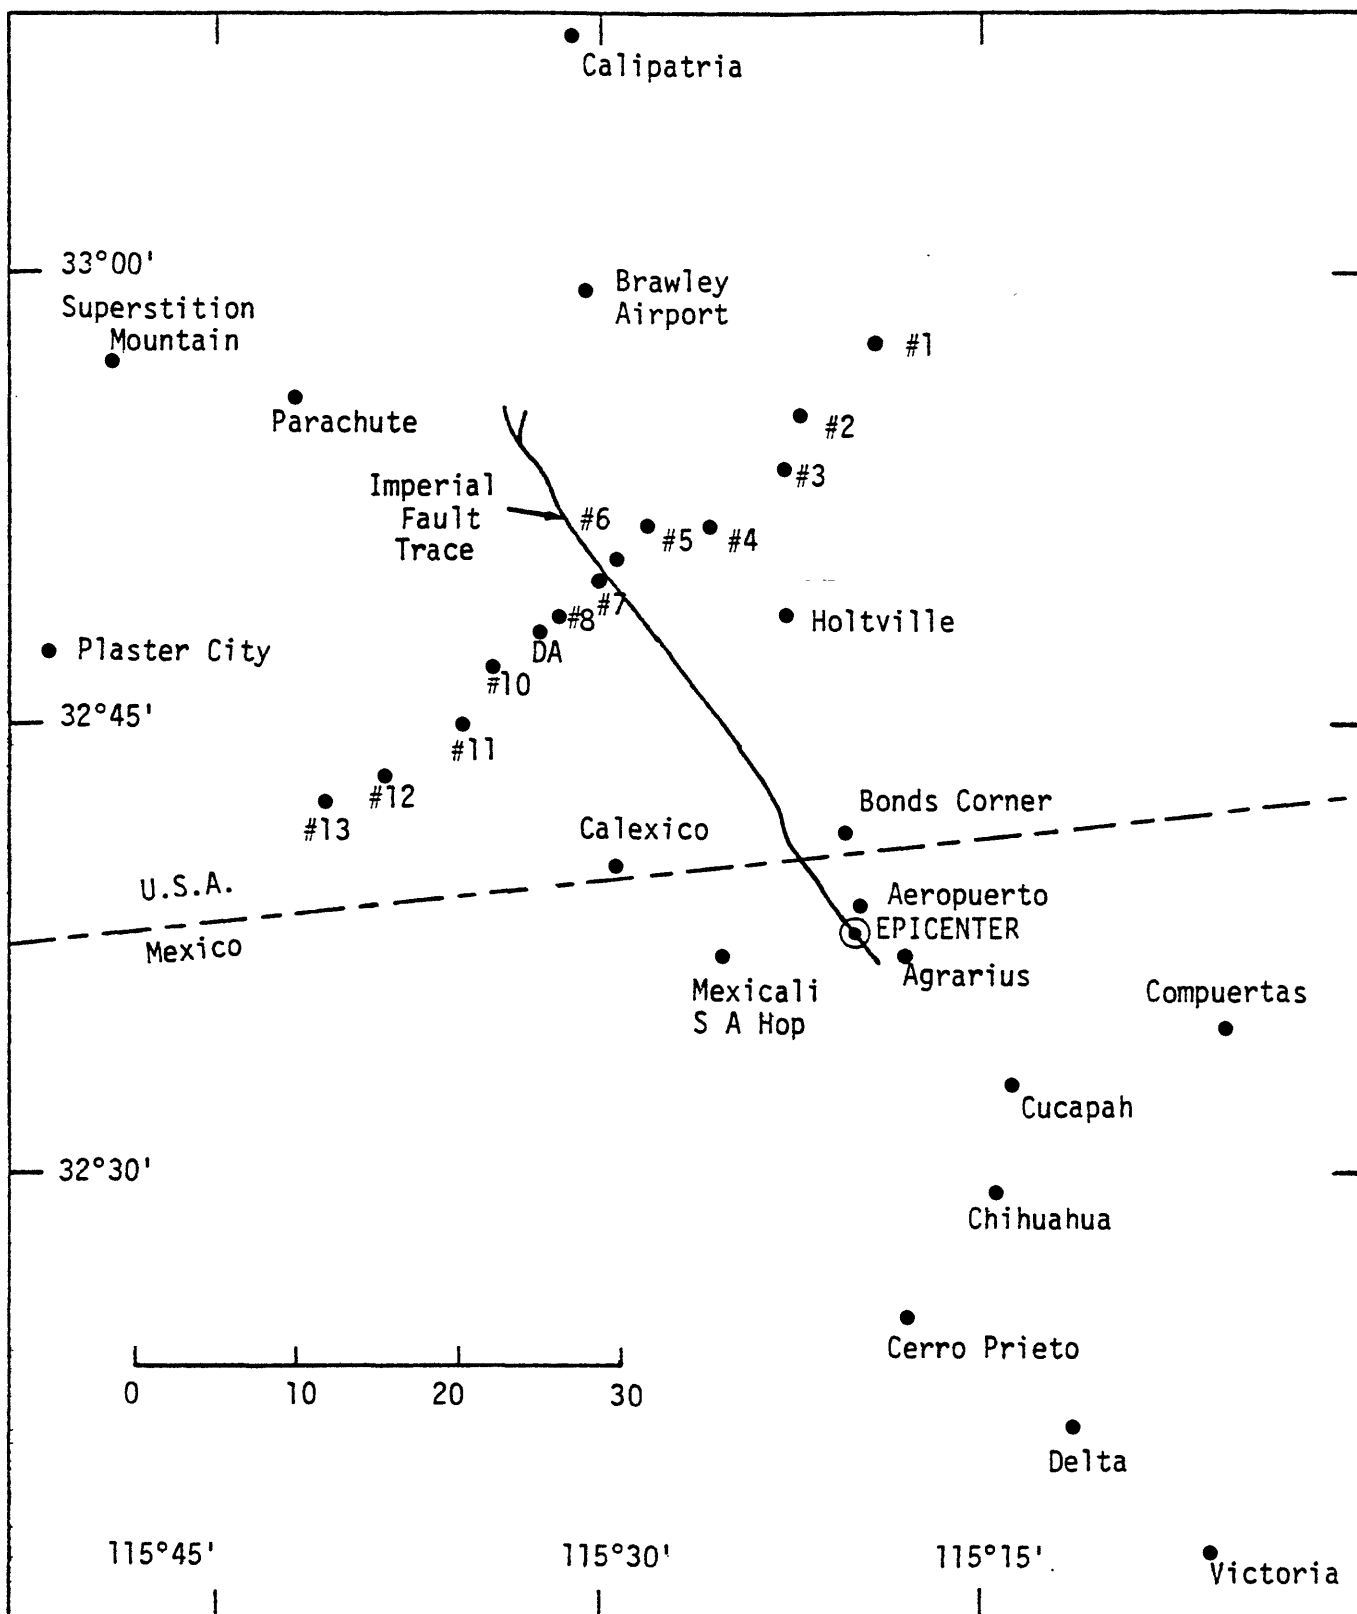 Calipatria
33°00'
Superstition
Mountain
Brawley
Airport
#1
Parachute
#2
#3
Imperial
Fault
Trace
#6
#5
#4
#7
#8
Holtville
DA
Plaster City
#10
32°45'
#11
#12
#13
Bonds Corner
Calexico
U.S.A.
Mexico
Aeropuerto
EPICENTER
Agrarius
Mexicali
S A Hop
Compuertas
Cucapah
32°30'
Chihuahua
Cerro Prieto
0 10 20 30
Delta
115°45' 115°30' 115°15'
Victoria